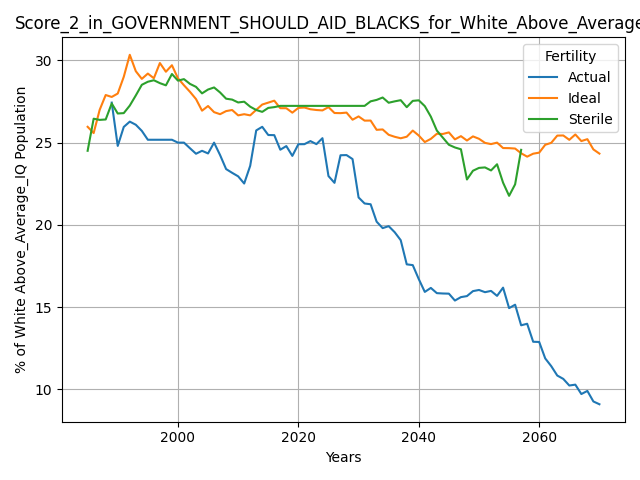 Score_2_in_GOVERNMENT_SHOULD_AID_BLACKS_for_White_Above_Average
Fertility
Actual
Ideal
Sterile
% of White Above_Average_IQ Population
30
25
20
15
10
2000
2020
2040
2060
Years